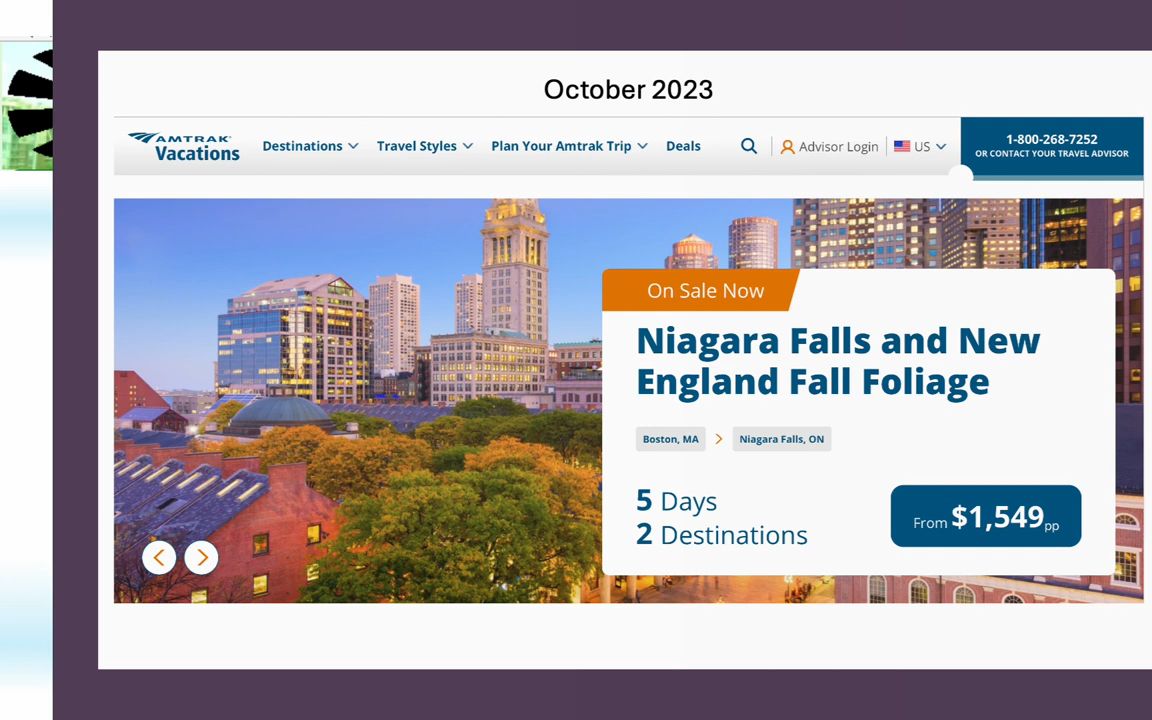 October 2023
AMTRAK
Vacations
Destinations
Travel Styles
Plan Your Amtrak Trip
Deals
Advisor Login
US
1-800-268-7252
OR CONTACT YOUR TRAVEL ADVISOR
On Sale Now
Niagara Falls and New
England Fall Foliage
Boston, MA
Niagara Falls, ON
5 Days
2 Destinations
From $1,549pp